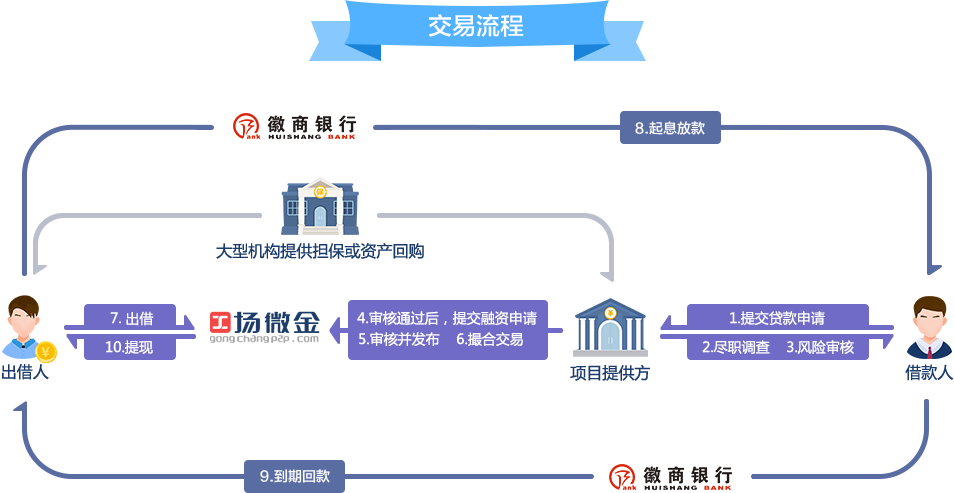 交易流程
徽商银行
HUISHANG BANK
ank
8.起息放款
大型机构提供担保或资产回购
7. 出借
10.提现
工场微金
gongchangp2p.com
4.审核通过后，提交融资申请
5.审核并发布 6.撮合交易
1.提交贷款申请
2.尽职调查 3.风险审核
出借人
项目提供方
借款人
9.到期回款
徽商银行
HUISHANG BANK
ank